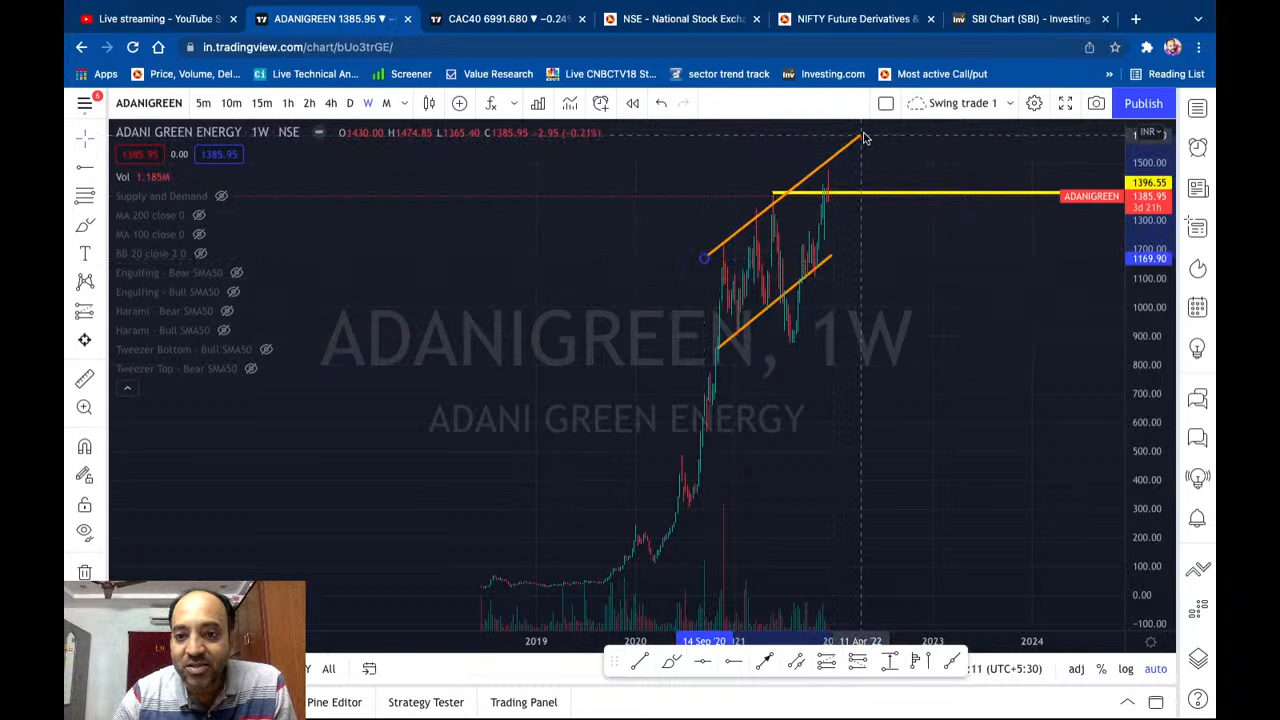 Live streaming - YouTube S
ADANIGREEN 1385.95 ▼ −
CAC40 6991.680 ▼ −0.24%
NSE - National Stock Exch
NIFTY Future Derivatives &
SBI Chart (SBI) - Investing.
in.tradingview.com/chart/bUo3trGE/
Apps
Price, Volume, Del...
Live Technical An...
Screener
Value Research
Live CNBCTV18 St...
sector trend track
Investing.com
Most active Call/put
»
Reading List
6
ADANIGREEN 5m 10m 15m 1h 2h 4h D W M
Swing trade 1
Publish
ADANI GREEN ENERGY 1W NSE O1430.00 H1474.85 L1365.40 C1385.95 −2.95 (−0.21%)
INR
1385.95 0.00 1385.95
1500.00
Vol 1.185M
1396.55
Supply and Demand
ADANIGREEN 1385.95
3d 21h
MA 200 close 0
1300.00
MA 100 close 0
1200.00
BB 20 close 2 0
1169.90
Engulfing - Bear SMA50
1100.00
Engulfing - Bull SMA50
1000.00
Harami - Bear SMA50
Harami - Bull SMA50
900.00
Tweezer Bottom - Bull SMA50
Tweezer Top - Bear SMA50
800.00
ADANIGREEN, 1W
ADANI GREEN ENERGY
700.00
600.00
500.00
400.00
300.00
200.00
100.00
0.00
−100.00
2019 2020 14 Sep '20 21 20 11 Apr '22 2023 2024
Y All
:11 (UTC+5:30) adj % log auto
Pine Editor Strategy Tester Trading Panel